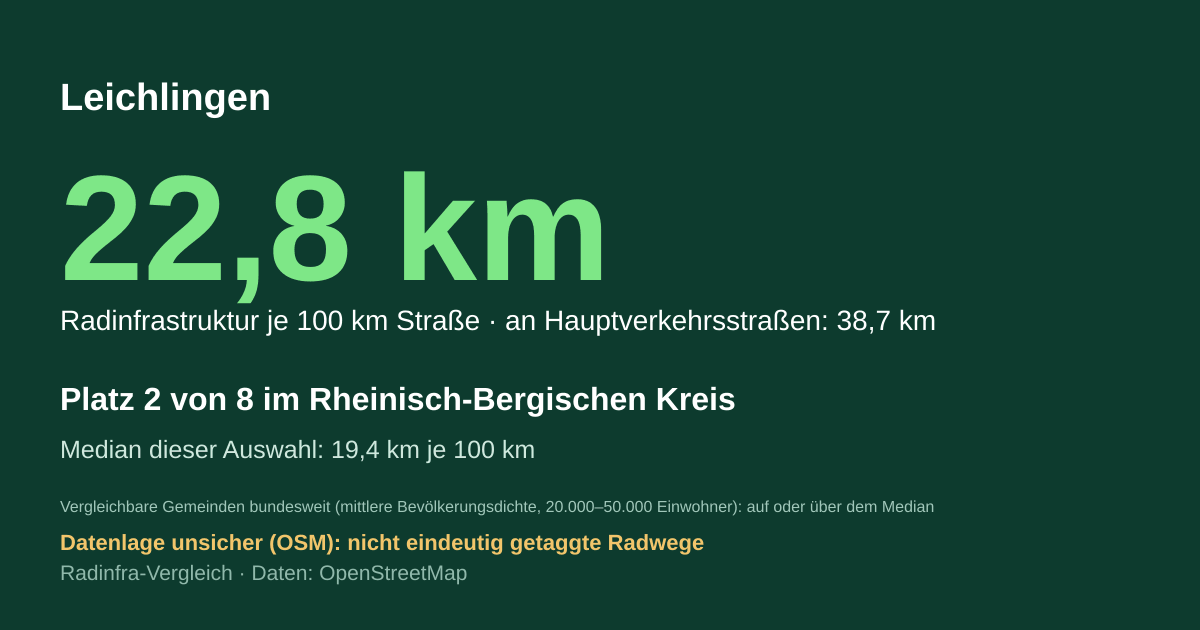 Leichlingen
22,8 km
Radinfrastruktur je 100 km Straße · an Hauptverkehrsstraßen: 38,7 km
Platz 2 von 8 im Rheinisch-Bergischen Kreis
Median dieser Auswahl: 19,4 km je 100 km
Vergleichbare Gemeinden bundesweit (mittlere Bevölkerungsdichte, 20.000–50.000 Einwohner): auf oder über dem Median
Datenlage unsicher (OSM): nicht eindeutig getaggte Radwege
Radinfra-Vergleich · Daten: OpenStreetMap